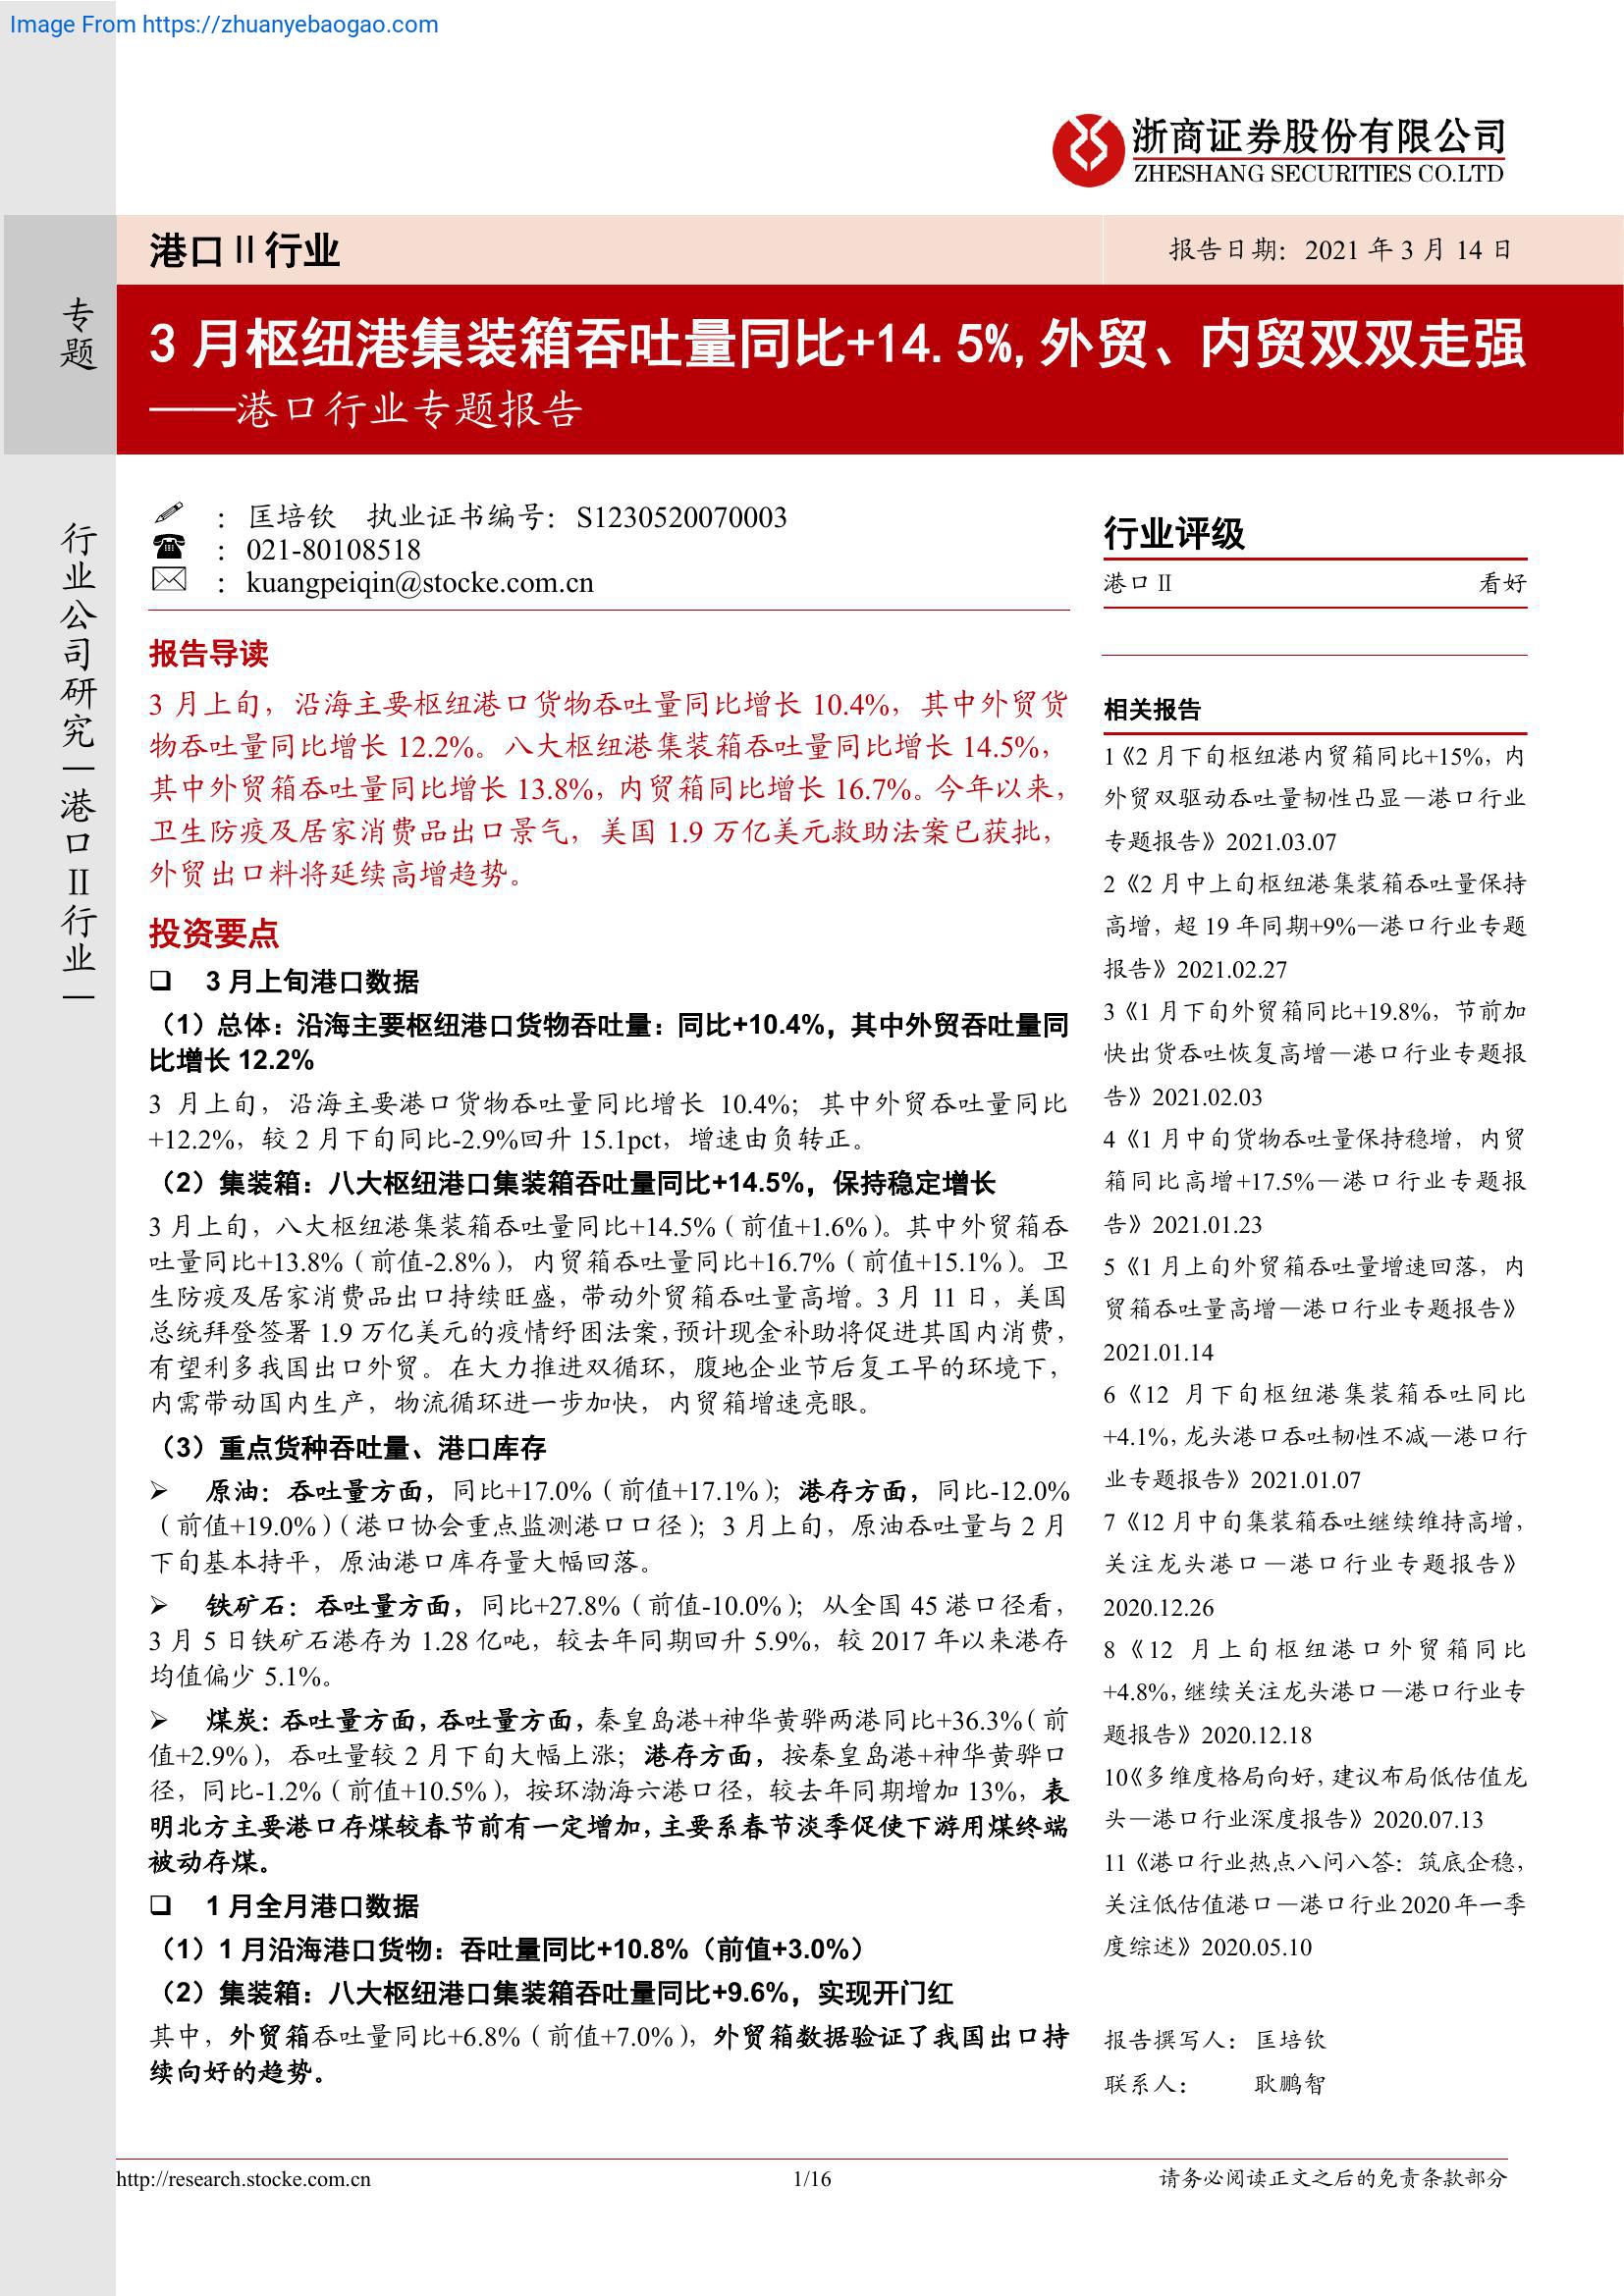 Image From https://zhuanyebaogao.com
浙商证券股份有限公司
ZHESHANG SECURITIES CO.LTD
港口Ⅱ行业
报告日期：2021 年 3 月 14 日
专题
3 月枢纽港集装箱吞吐量同比+14.5%,外贸、内贸双双走强
——港口行业专题报告
行业公司研究｜港口Ⅱ行业｜
：匡培钦 执业证书编号：S1230520070003
：021-80108518
：kuangpeiqin@stocke.com.cn
报告导读
3 月上旬，沿海主要枢纽港口货物吞吐量同比增长 10.4%，其中外贸货
物吞吐量同比增长 12.2%。八大枢纽港集装箱吞吐量同比增长 14.5%，
其中外贸箱吞吐量同比增长 13.8%，内贸箱同比增长 16.7%。今年以来，
卫生防疫及居家消费品出口景气，美国 1.9 万亿美元救助法案已获批，
外贸出口料将延续高增趋势。
投资要点
❑ 3 月上旬港口数据
（1）总体：沿海主要枢纽港口货物吞吐量：同比+10.4%，其中外贸吞吐量同
比增长 12.2%
3 月上旬，沿海主要港口货物吞吐量同比增长 10.4%；其中外贸吞吐量同比
+12.2%，较 2 月下旬同比-2.9%回升 15.1pct，增速由负转正。
（2）集装箱：八大枢纽港口集装箱吞吐量同比+14.5%，保持稳定增长
3 月上旬，八大枢纽港集装箱吞吐量同比+14.5%（前值+1.6%）。其中外贸箱吞
吐量同比+13.8%（前值-2.8%），内贸箱吞吐量同比+16.7%（前值+15.1%）。卫
生防疫及居家消费品出口持续旺盛，带动外贸箱吞吐量高增。3 月 11 日，美国
总统拜登签署 1.9 万亿美元的疫情纾困法案，预计现金补助将促进其国内消费，
有望利多我国出口外贸。在大力推进双循环，腹地企业节后复工早的环境下，
内需带动国内生产，物流循环进一步加快，内贸箱增速亮眼。
（3）重点货种吞吐量、港口库存
➢ 原油：吞吐量方面，同比+17.0%（前值+17.1%）；港存方面，同比-12.0%
（前值+19.0%）（港口协会重点监测港口口径）；3 月上旬，原油吞吐量与 2 月
下旬基本持平，原油港口库存量大幅回落。
➢ 铁矿石：吞吐量方面，同比+27.8%（前值-10.0%）；从全国 45 港口径看，
3 月 5 日铁矿石港存为 1.28 亿吨，较去年同期回升 5.9%，较 2017 年以来港存
均值偏少 5.1%。
➢ 煤炭：吞吐量方面，吞吐量方面，秦皇岛港+神华黄骅两港同比+36.3%（前
值+2.9%），吞吐量较 2 月下旬大幅上涨；港存方面，按秦皇岛港+神华黄骅口
径，同比-1.2%（前值+10.5%），按环渤海六港口径，较去年同期增加 13%，表
明北方主要港口存煤较春节前有一定增加，主要系春节淡季促使下游用煤终端
被动存煤。
❑ 1 月全月港口数据
（1）1 月沿海港口货物：吞吐量同比+10.8%（前值+3.0%）
（2）集装箱：八大枢纽港口集装箱吞吐量同比+9.6%，实现开门红
其中，外贸箱吞吐量同比+6.8%（前值+7.0%），外贸箱数据验证了我国出口持
续向好的趋势。
行业评级
港口Ⅱ 看好
相关报告
1《2 月下旬枢纽港内贸箱同比+15%，内
外贸双驱动吞吐量韧性凸显—港口行业
专题报告》2021.03.07
2《2 月中上旬枢纽港集装箱吞吐量保持
高增，超 19 年同期+9%—港口行业专题
报告》2021.02.27
3《1 月下旬外贸箱同比+19.8%，节前加
快出货吞吐恢复高增—港口行业专题报
告》2021.02.03
4《1 月中旬货物吞吐量保持稳增，内贸
箱同比高增+17.5%—港口行业专题报
告》2021.01.23
5《1 月上旬外贸箱吞吐量增速回落，内
贸箱吞吐量高增—港口行业专题报告》
2021.01.14
6《12 月下旬枢纽港集装箱吞吐同比
+4.1%，龙头港口吞吐韧性不减—港口行
业专题报告》2021.01.07
7《12 月中旬集装箱吞吐继续维持高增，
关注龙头港口—港口行业专题报告》
2020.12.26
8《12 月上旬枢纽港口外贸箱同比
+4.8%，继续关注龙头港口—港口行业专
题报告》2020.12.18
10《多维度格局向好，建议布局低估值龙
头—港口行业深度报告》2020.07.13
11《港口行业热点八问八答：筑底企稳，
关注低估值港口—港口行业 2020 年一季
度综述》2020.05.10
报告撰写人：匡培钦
联系人：耿鹏智
http://research.stocke.com.cn
1/16
请务必阅读正文之后的免责条款部分